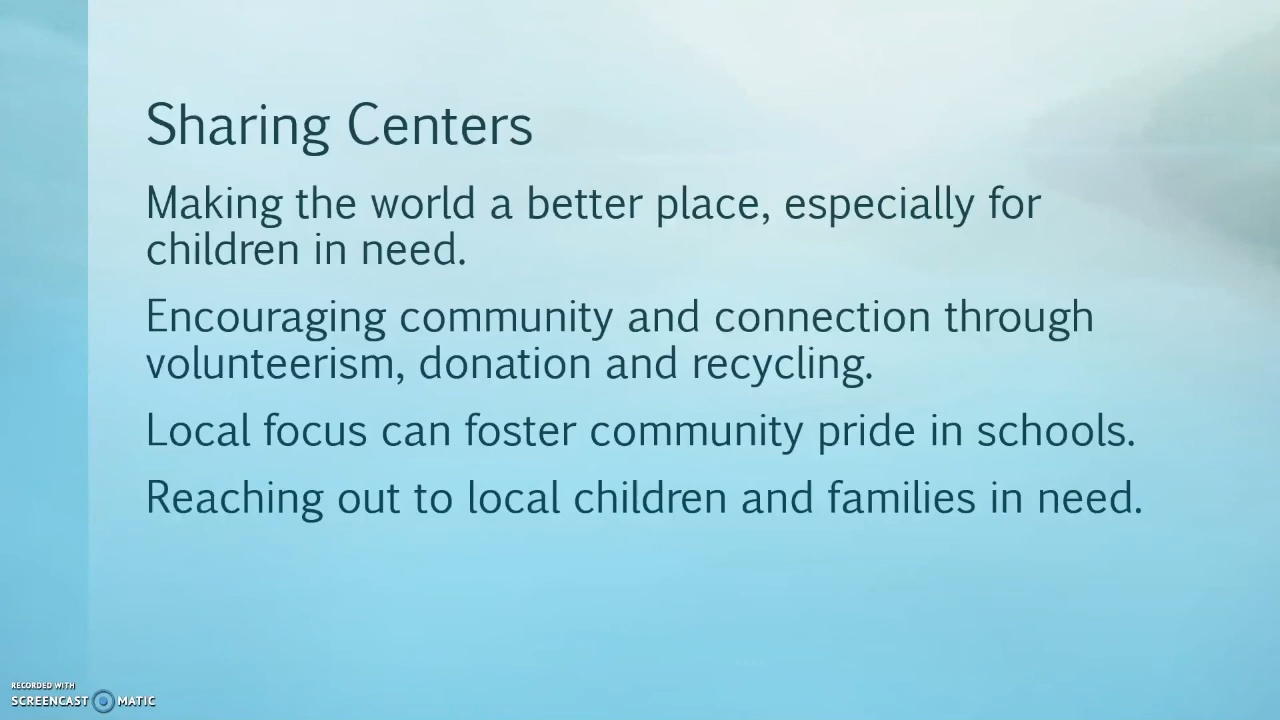 Sharing Centers
Making the world a better place, especially for
children in need.
Encouraging community and connection through
volunteerism, donation and recycling.
Local focus can foster community pride in schools.
Reaching out to local children and families in need.
RECORDED WITH
SCREENCAST MATIC